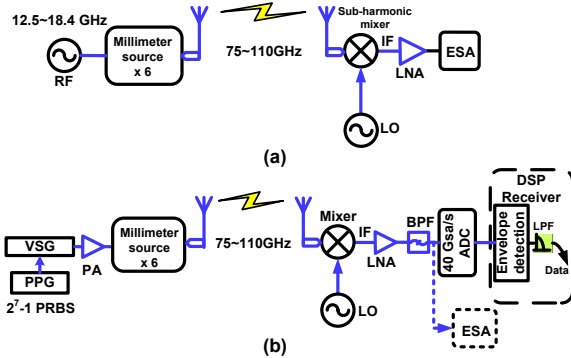 12.5~18.4 GHz
RF
Millimeter
source
x 6
75~110GHz
Sub-harmonic
mixer
IF
LNA
ESA
LO
(a)
VSG
PPG
2^7-1 PRBS
PA
Millimeter
source
x 6
75~110GHz
Mixer
IF
LNA
BPF
LO
40 Gsa/s
ADC
DSP
Receiver
Envelope
detection
LPF
Data
ESA
(b)